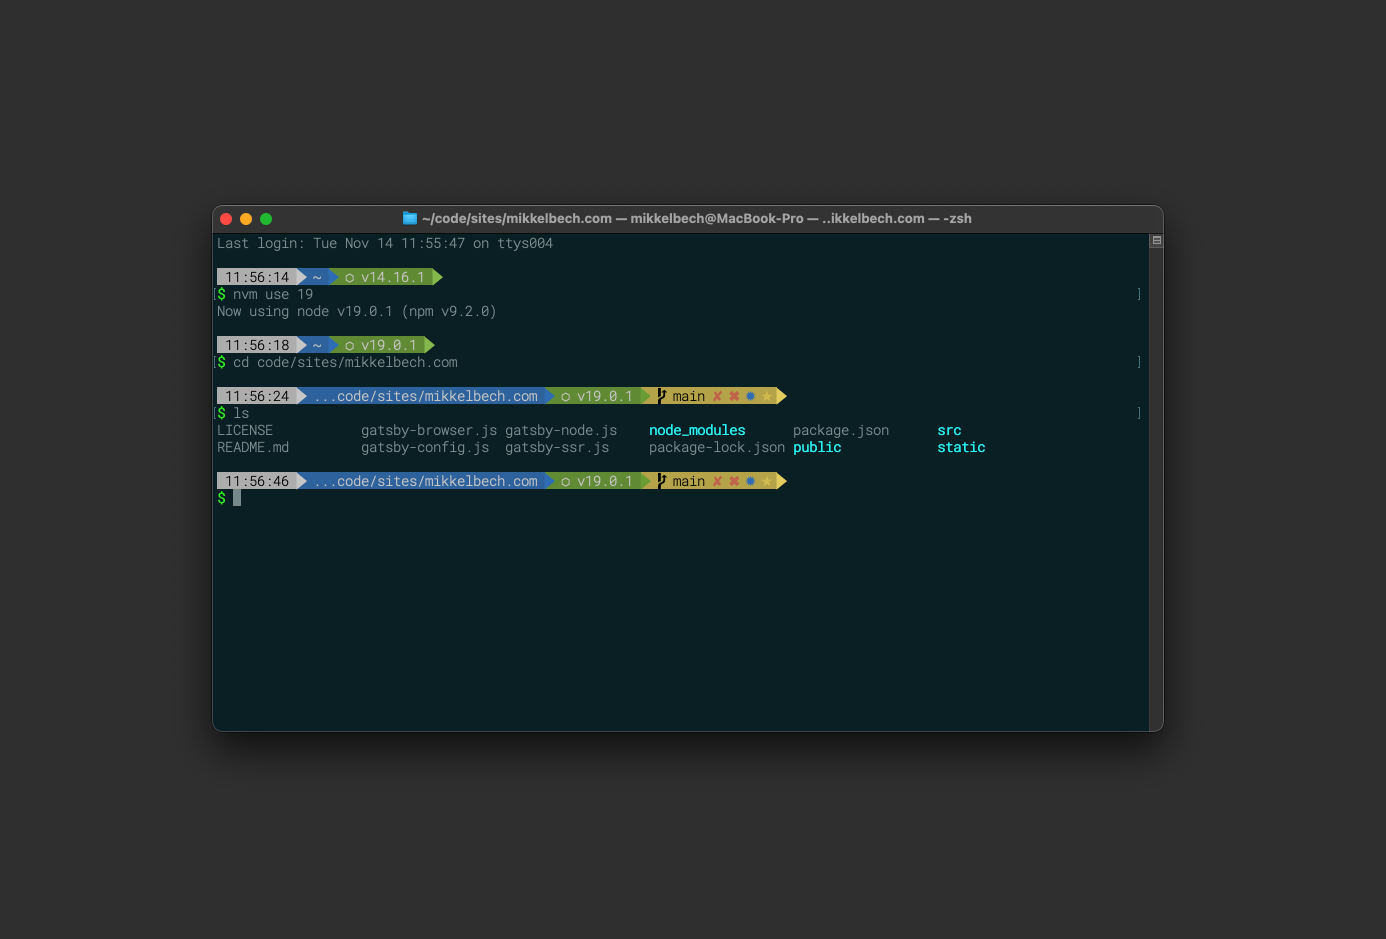 ~/code/sites/mikkelbech.com — mikkelbech@MacBook-Pro — ..ikkelbech.com — -zsh
Last login: Tue Nov 14 11:55:47 on ttys004
11:56:14 ~ ⬡ v14.16.1
[$ nvm use 19 ]
Now using node v19.0.1 (npm v9.2.0)
11:56:18 ~ ⬡ v19.0.1
[$ cd code/sites/mikkelbech.com ]
11:56:24 ...code/sites/mikkelbech.com ⬡ v19.0.1 main ✘ ✖ ✹ ★
[$ ls ]
LICENSE gatsby-browser.js gatsby-node.js node_modules package.json src
README.md gatsby-config.js gatsby-ssr.js package-lock.json public static
11:56:46 ...code/sites/mikkelbech.com ⬡ v19.0.1 main ✘ ✖ ✹ ★
$